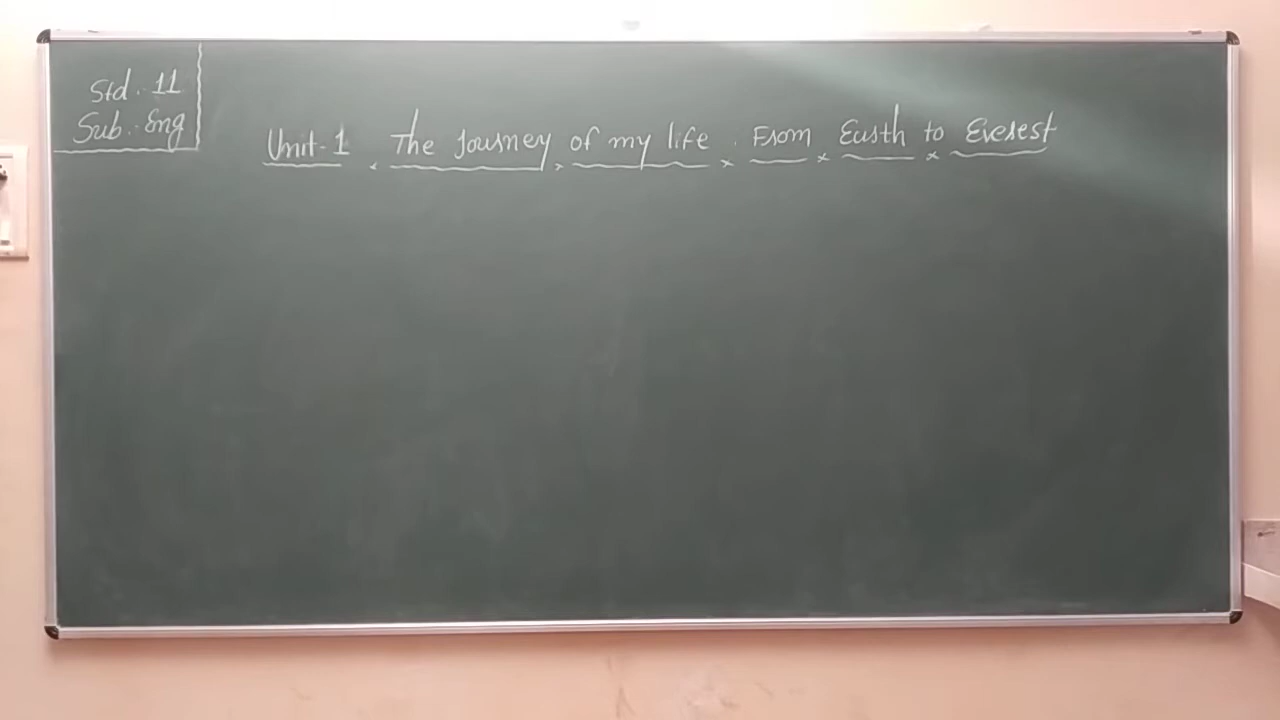 Std. 11
Sub. Eng
Unit-1 The Journey of my life . From Earth to Everest